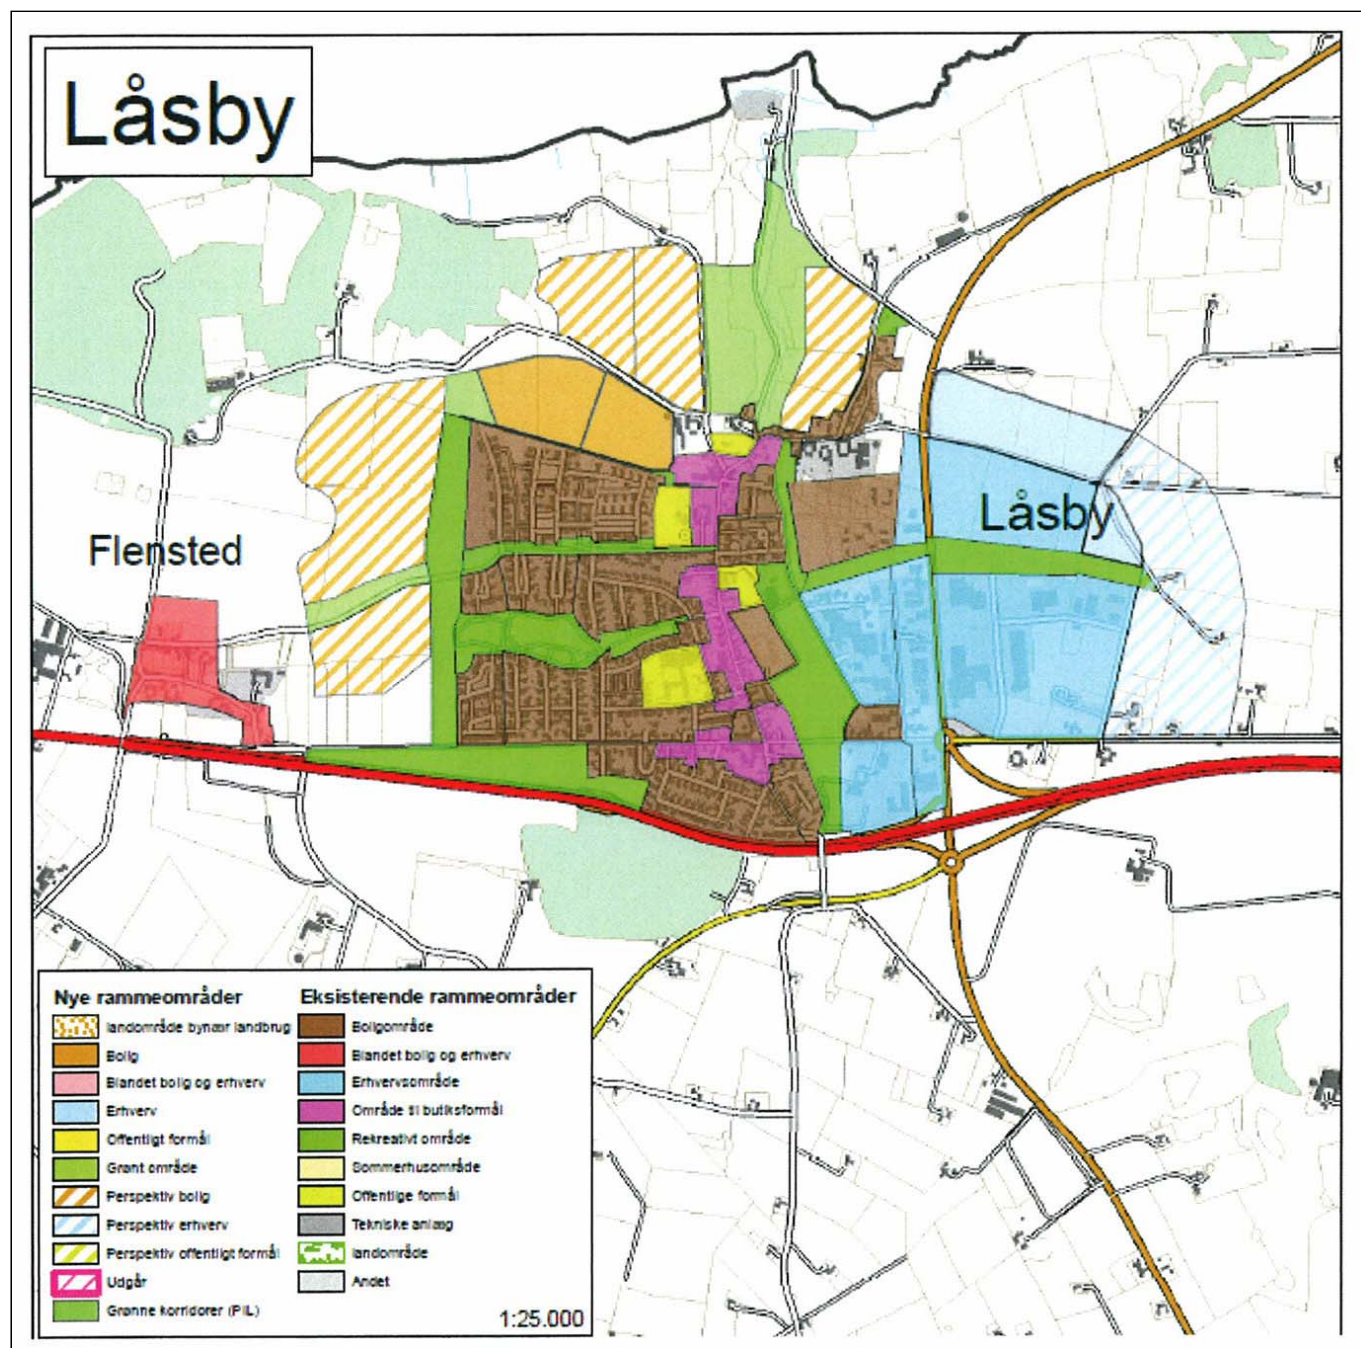 Låsby
Låsby
Flensted
Nye rammeområder
landområde bynær landbrug
Bolig
Blandet bolig og erhverv
Erhverv
Offentligt formål
Grønt område
Perspektiv bolig
Perspektiv erhverv
Perspektiv offentligt formål
Udgår
Grønne korridorer (PIL)
Eksisterende rammeområder
Boligområde
Blandet bolig og erhverv
Erhvervsområde
Område til butiksformål
Rekreativt område
Sommerhusområde
Offentlige formål
Tekniske anlæg
landområde
Andet
1:25.000